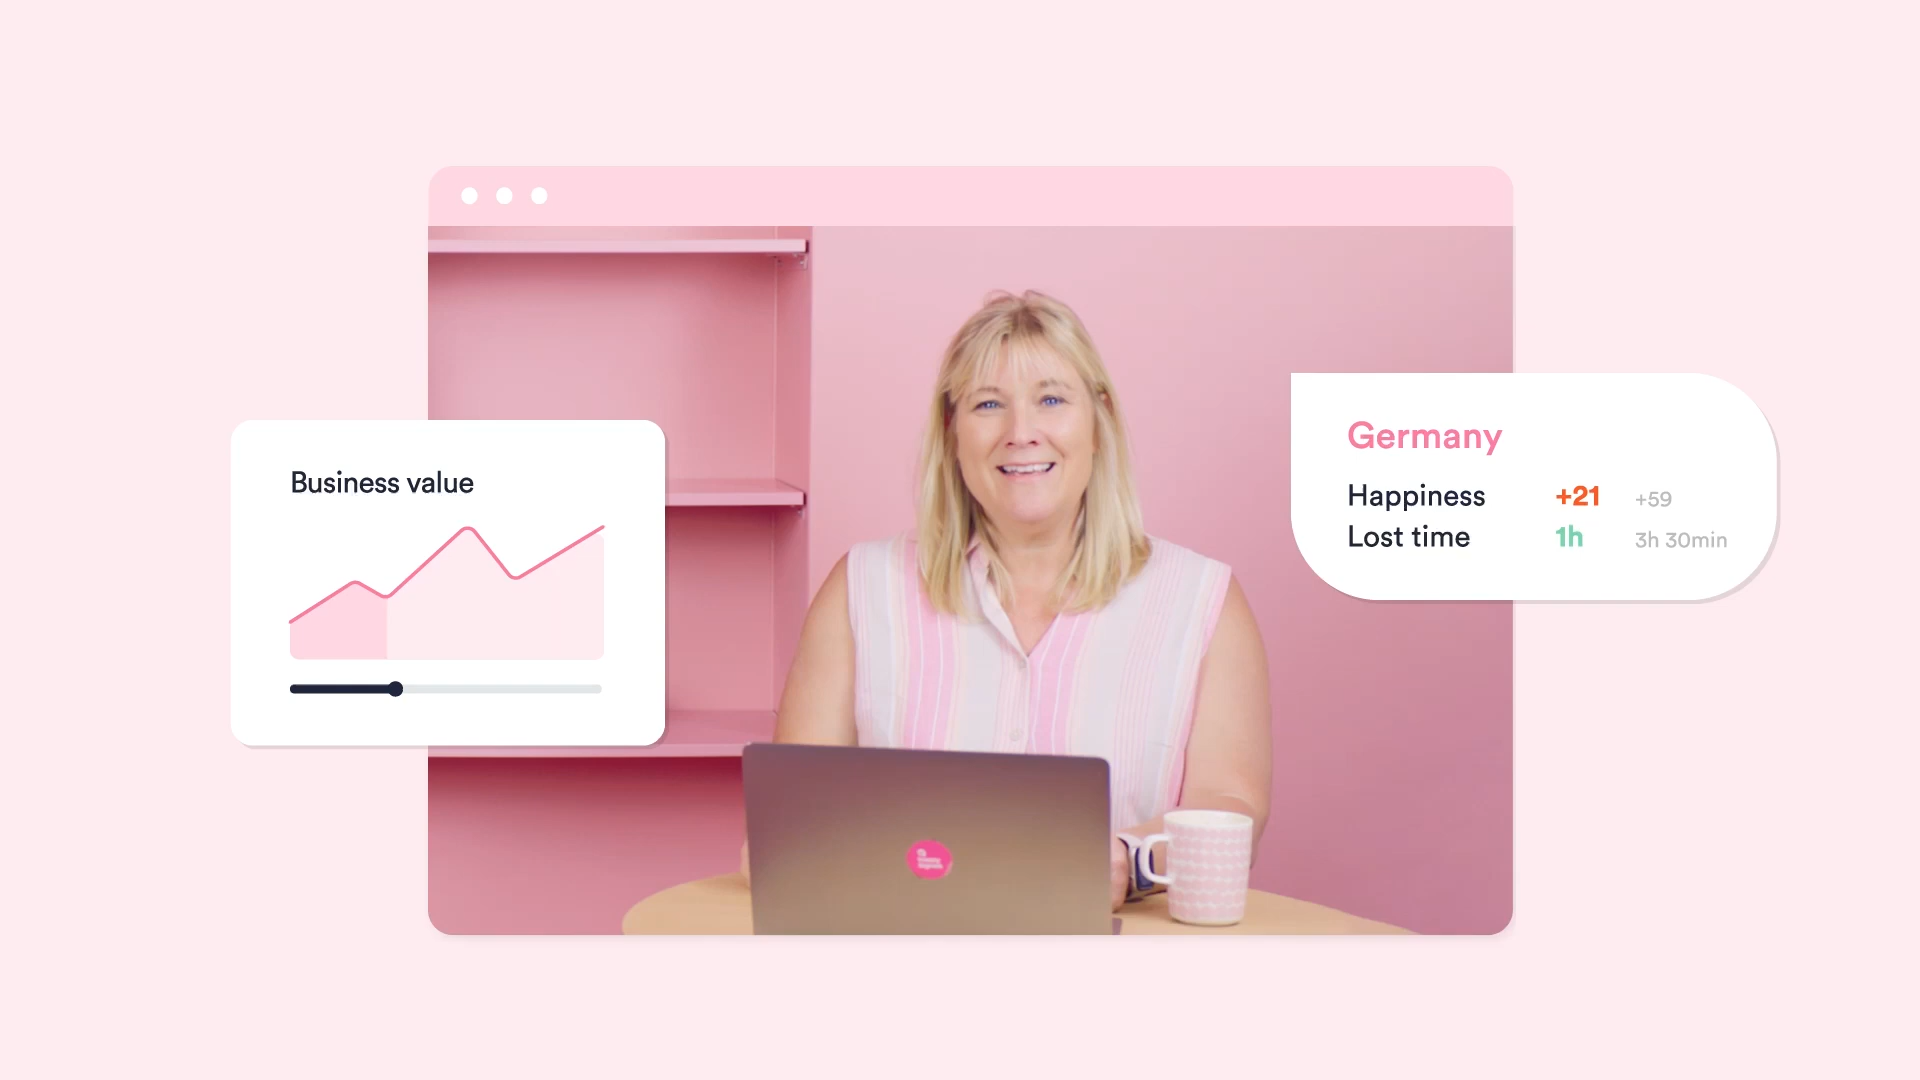 Business value
Germany
Happiness +21 +59
Lost time 1h 3h 30min